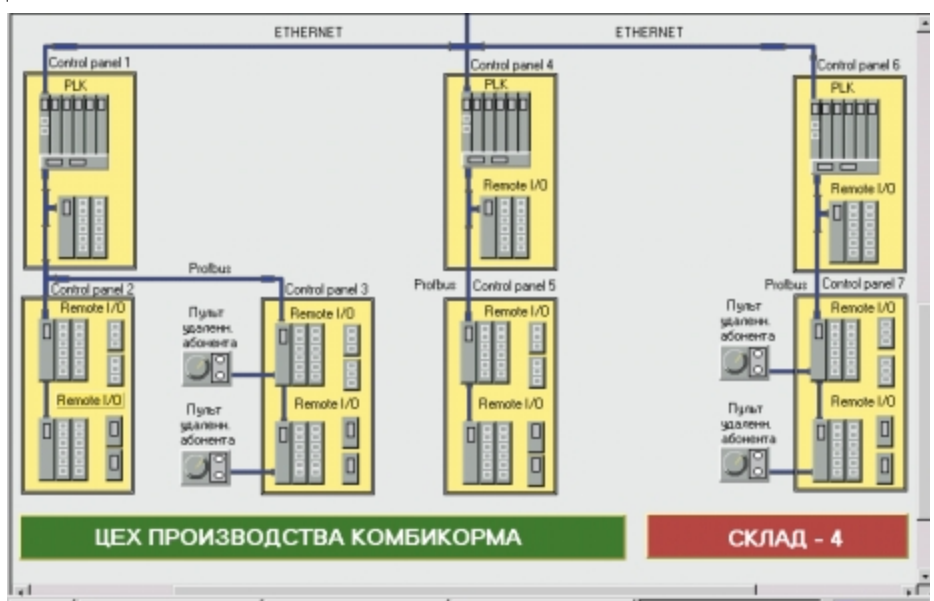 ETHERNET
ETHERNET
Control panel 1
Control panel 4
Control panel 6
PLK
PLK
PLK
Remote I/O
Remote I/O
Profbus
Control panel 2
Control panel 3
Profbus
Control panel 5
Profbus
Control panel 7
Remote I/O
Пульт
удаленн.
абонента
Remote I/O
Remote I/O
Пульт
удаленн.
абонента
Remote I/O
Remote I/O
Пульт
удаленн.
абонента
Remote I/O
Remote I/O
Пульт
удаленн.
абонента
Remote I/O
ЦЕХ ПРОИЗВОДСТВА КОМБИКОРМА
СКЛАД - 4